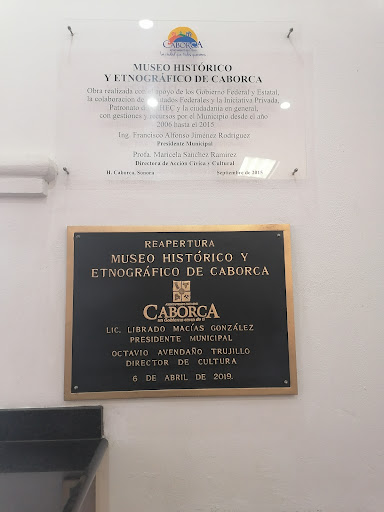 CABORCA
MUSEO HISTÓRICO
Y ETNOGRÁFICO DE CABORCA
Obra realizada con apoyo de los Gobierno Federal y Estatal,
la colaboración de Diputados Federales y la Iniciativa Privada,
Patronato y la ciudadanía en general,
con gestiones y recursos por el Municipio desde el año
2006 hasta el 2015.
Ing. Francisco Alfonso Jiménez Rodríguez
Presidente Municipal
Profa. Maricela Sánchez Ramírez
Directora de Acción Cívica y Cultural
H. Caborca, Sonora Septiembre de 2015
REAPERTURA
MUSEO HISTÓRICO Y
ETNOGRÁFICO DE CABORCA
CABORCA
LIC. LIBRADO MACÍAS GONZÁLEZ
PRESIDENTE MUNICIPAL
OCTAVIO AVENDAÑO TRUJILLO
DIRECTOR DE CULTURA
6 DE ABRIL DE 2019.